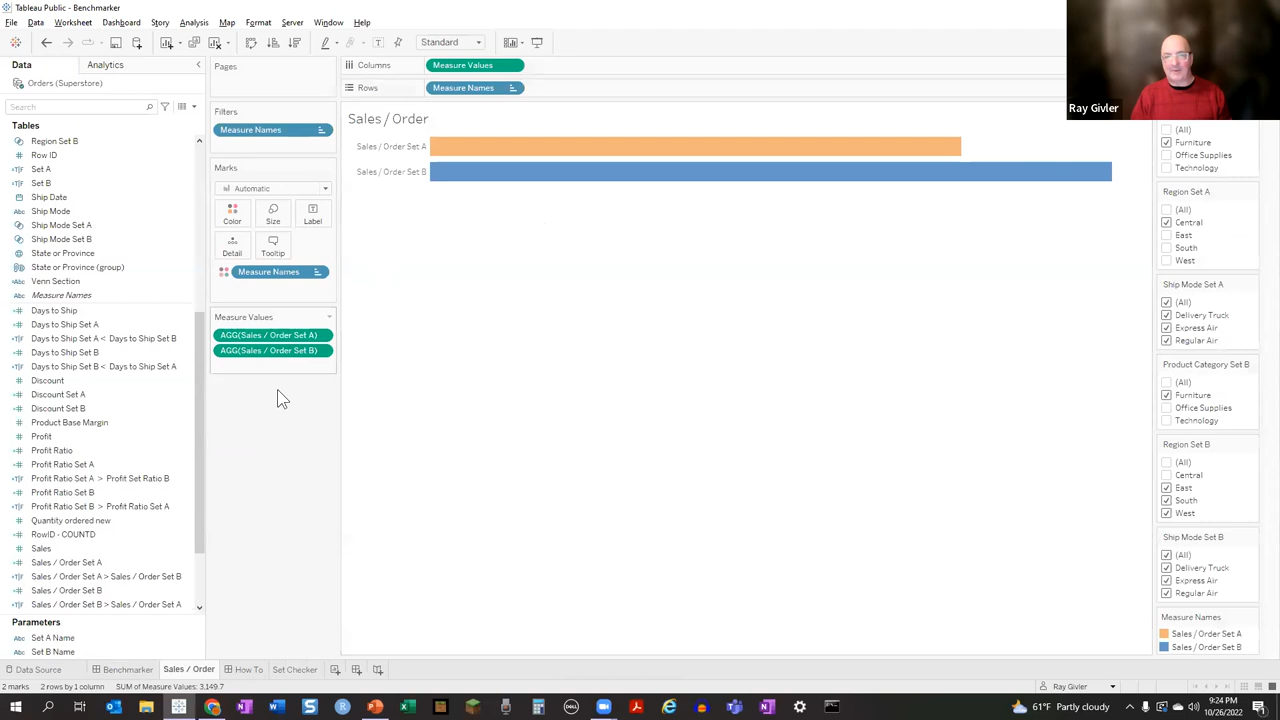 Tableau Public - Benchmarker
File Data Worksheet Dashboard Story Analysis Map Format Server Window Help
Standard
Data Analytics
Orders (Superstore)
Search
Tables
Region Set B
Row ID
Set A
Set B
Ship Date
Ship Mode
Ship Mode Set A
Ship Mode Set B
State or Province
State or Province (group)
Venn Section
Measure Names
Days to Ship
Days to Ship Set A
Days to Ship Set A < Days to Ship Set B
Days to Ship Set B
Days to Ship Set B < Days to Ship Set A
Discount
Discount Set A
Discount Set B
Product Base Margin
Profit
Profit Ratio
Profit Ratio Set A
Profit Ratio Set A > Profit Set Ratio B
Profit Ratio Set B
Profit Ratio Set B > Profit Ratio Set A
Quantity ordered new
RowID - COUNTD
Sales
Sales / Order Set A
Sales / Order Set A > Sales / Order Set B
Sales / Order Set B
Sales / Order Set B > Sales / Order Set A
Parameters
Set A Name
Set B Name
Pages
Filters
Measure Names
Marks
Automatic
Color Size Label
Detail Tooltip
Measure Names
Measure Values
AGG(Sales / Order Set A)
AGG(Sales / Order Set B)
Columns Measure Values
Rows Measure Names
Sales / Order
Sales / Order Set A
Sales / Order Set B
Ray Givler
(All)
Furniture
Office Supplies
Technology
Region Set A
(All)
Central
East
South
West
Ship Mode Set A
(All)
Delivery Truck
Express Air
Regular Air
Product Category Set B
(All)
Furniture
Office Supplies
Technology
Region Set B
(All)
Central
East
South
West
Ship Mode Set B
(All)
Delivery Truck
Express Air
Regular Air
Measure Names
Sales / Order Set A
Sales / Order Set B
Data Source Benchmarker Sales / Order How To Set Checker
2 marks 2 rows by 1 column SUM of Measure Values: 3,149.7
Ray Givler
61°F Partly cloudy
9:24 PM
10/26/2022